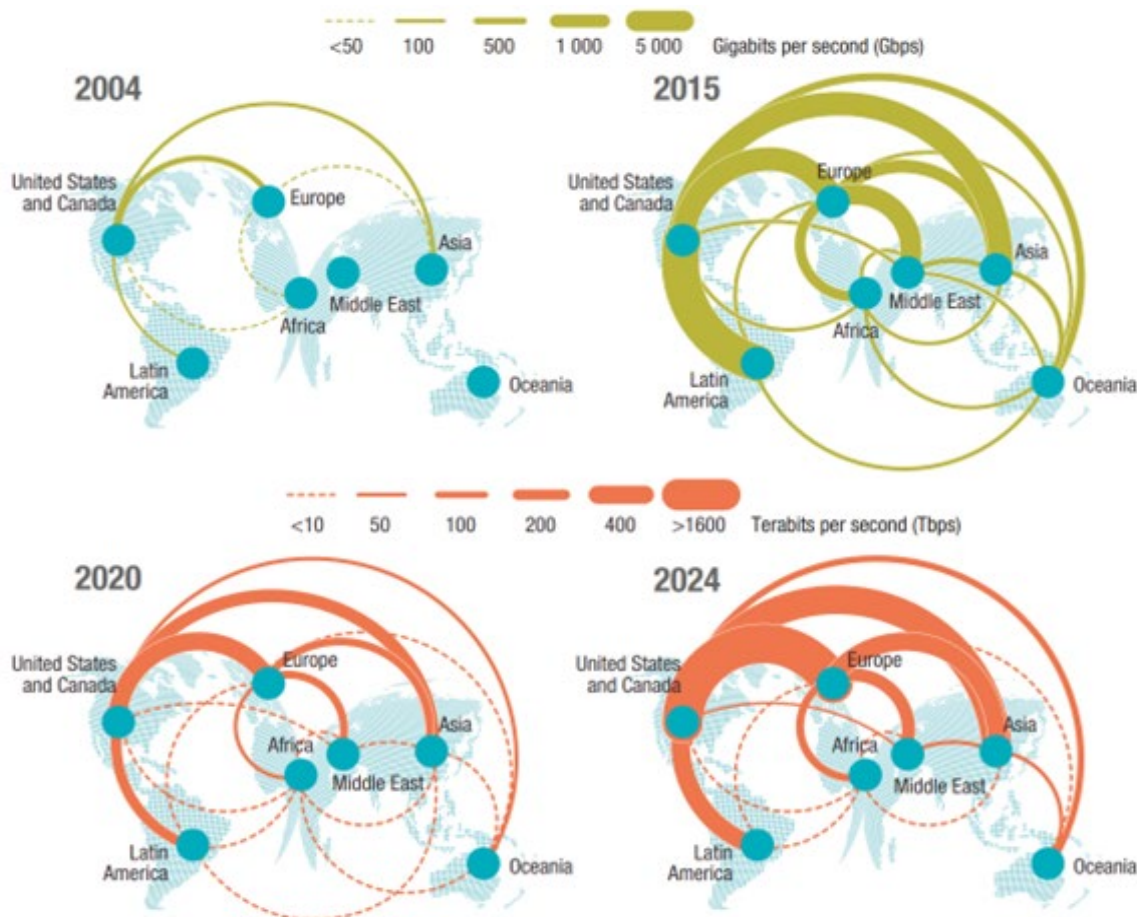 <50 100 500 1 000 5 000 Gigabits per second (Gbps)
2004
United States
and Canada
Europe
Asia
Middle East
Africa
Latin
America
Oceania
2015
United States
and Canada
Europe
Asia
Middle East
Africa
Latin
America
Oceania
<10 50 100 200 400 >1600 Terabits per second (Tbps)
2020
United States
and Canada
Europe
Asia
Africa
Middle East
Latin
America
Oceania
2024
United States
and Canada
Europe
Asia
Africa
Middle East
Latin
America
Oceania